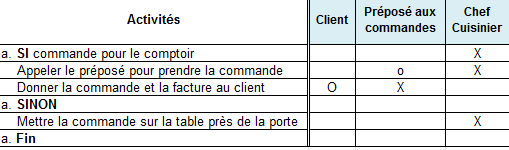 Activités Client Préposé aux commandes Chef Cuisinier
a. SI commande pour le comptoir X
Appeler le préposé pour prendre la commande o X
Donner la commande et la facture au client O X
a. SINON
Mettre la commande sur la table près de la porte X
a. Fin